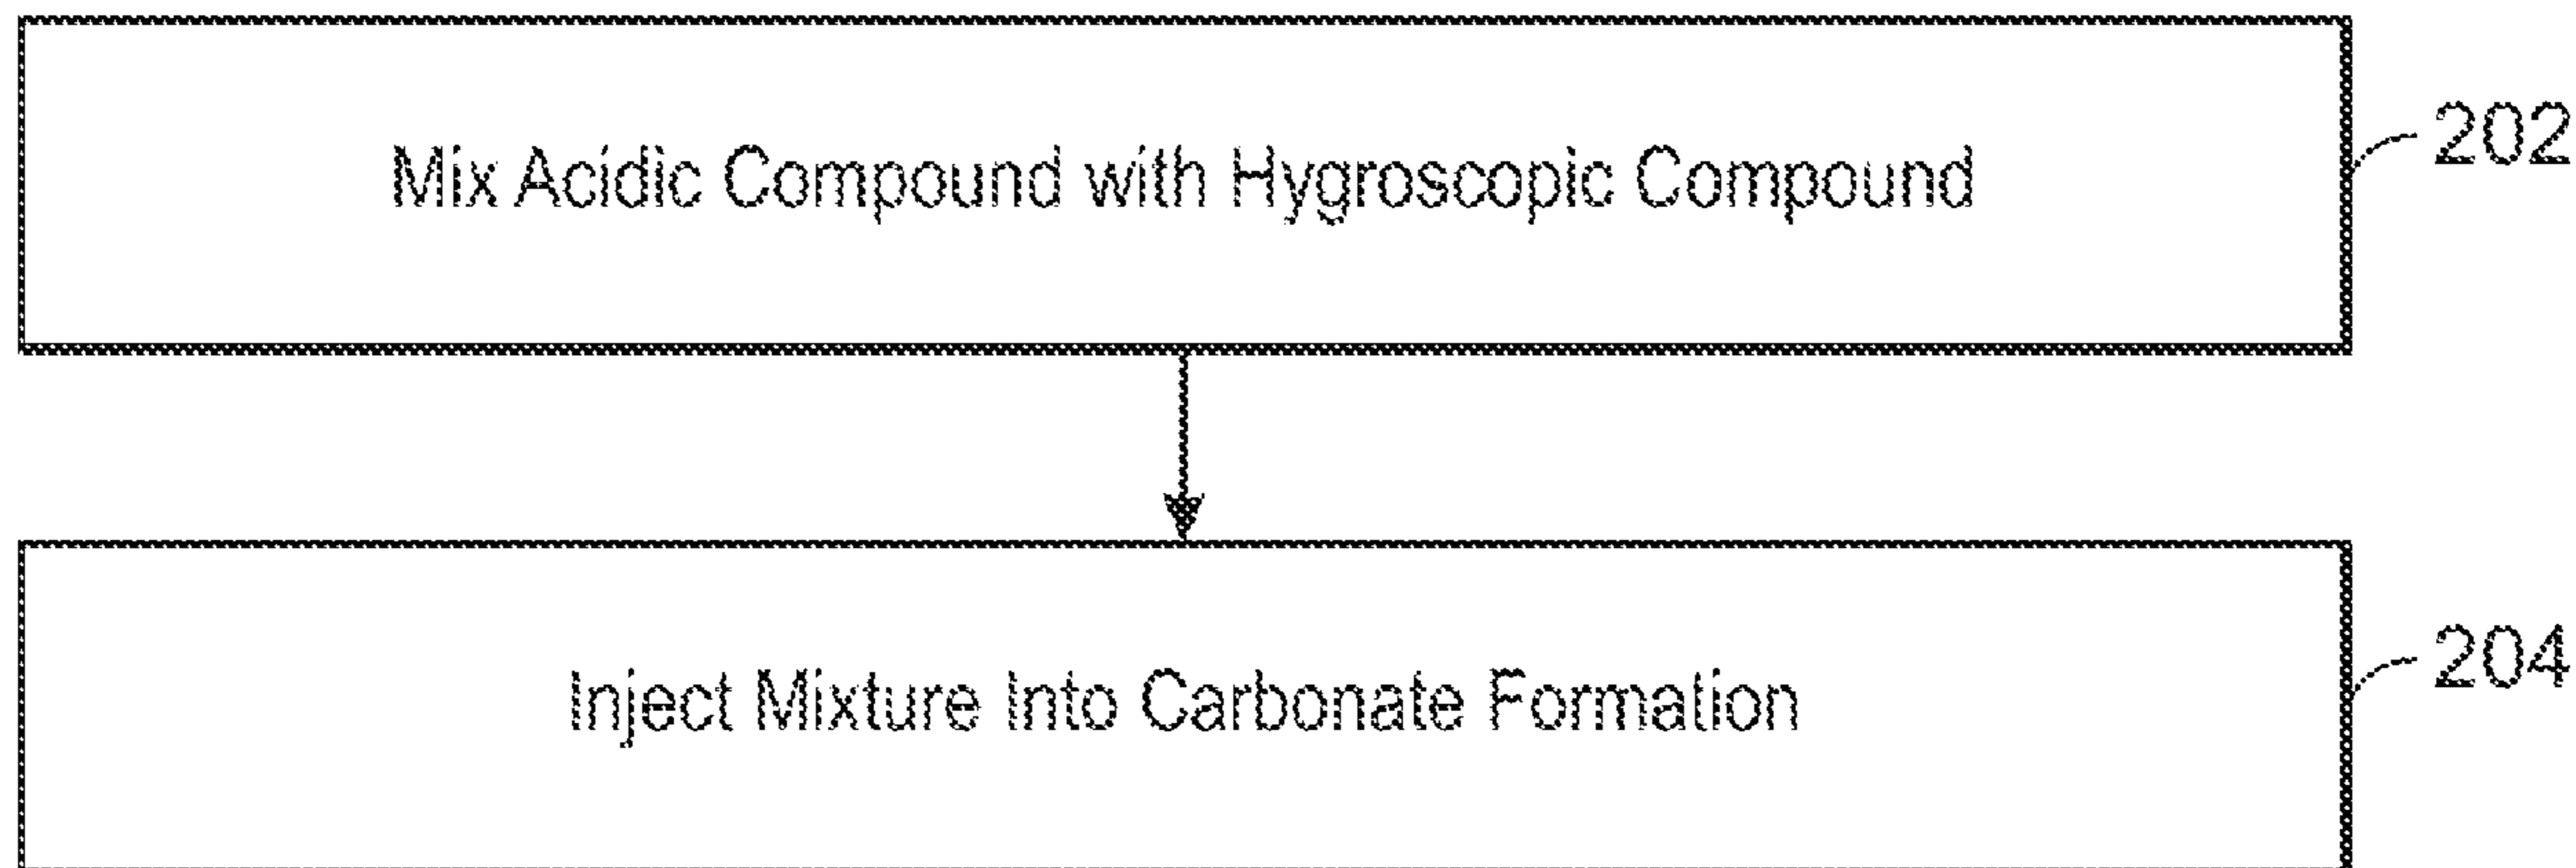 Mix Acidic Compound with Hygroscopic Compound
202
Inject Mixture Into Carbonate Formation
204